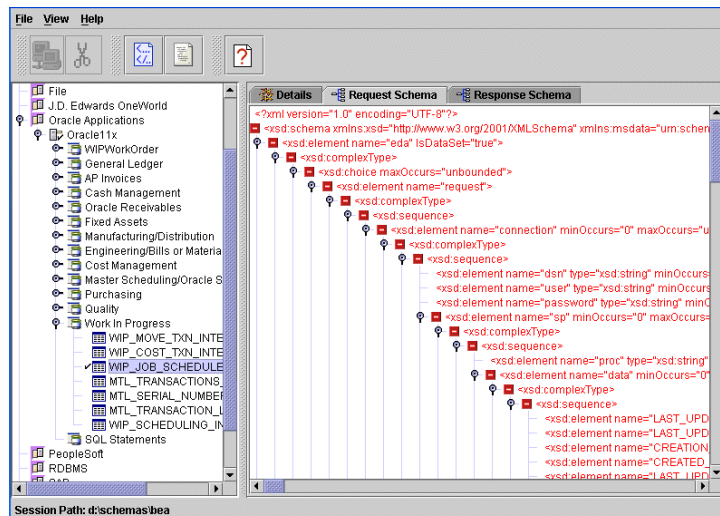 File View Help
File
J.D. Edwards OneWorld
Oracle Applications
Oracle11x
WIPWorkOrder
General Ledger
AP Invoices
Cash Management
Oracle Receivables
Fixed Assets
Manufacturing/Distribution
Engineering/Bills or Materia
Cost Management
Master Scheduling/Oracle S
Purchasing
Quality
Work In Progress
WIP_MOVE_TXN_INTE
WIP_COST_TXN_INTE
WIP_JOB_SCHEDULE
MTL_TRANSACTIONS_
MTL_SERIAL_NUMBER
MTL_TRANSACTION_L
WIP_SCHEDULING_IN
SQL Statements
PeopleSoft
RDBMS
Details Request Schema Response Schema
<?xml version="1.0" encoding="UTF-8"?>
<xsd:schema xmlns:xsd="http://www.w3.org/2001/XMLSchema" xmlns:msdata="urn:schen
<xsd:element name="eda" IsDataSet="true">
<xsd:complexType>
<xsd:choice maxOccurs="unbounded">
<xsd:element name="request">
<xsd:complexType>
<xsd:sequence>
<xsd:element name="connection" minOccurs="0" maxOccurs="u
<xsd:complexType>
<xsd:sequence>
<xsd:element name="dsn" type="xsd:string" minOccurs=
<xsd:element name="user" type="xsd:string" minOccurs
<xsd:element name="password" type="xsd:string" minO
<xsd:element name="sp" minOccurs="0" maxOccurs=
<xsd:complexType>
<xsd:sequence>
<xsd:element name="proc" type="xsd:string"
<xsd:element name="data" minOccurs="0"
<xsd:complexType>
<xsd:sequence>
<xsd:element name="LAST_UPD
<xsd:element name="LAST_UPD
<xsd:element name="CREATION_
<xsd:element name="CREATED_
<xsd:element name="LAST_UPD
Session Path: d:\schemas\bea